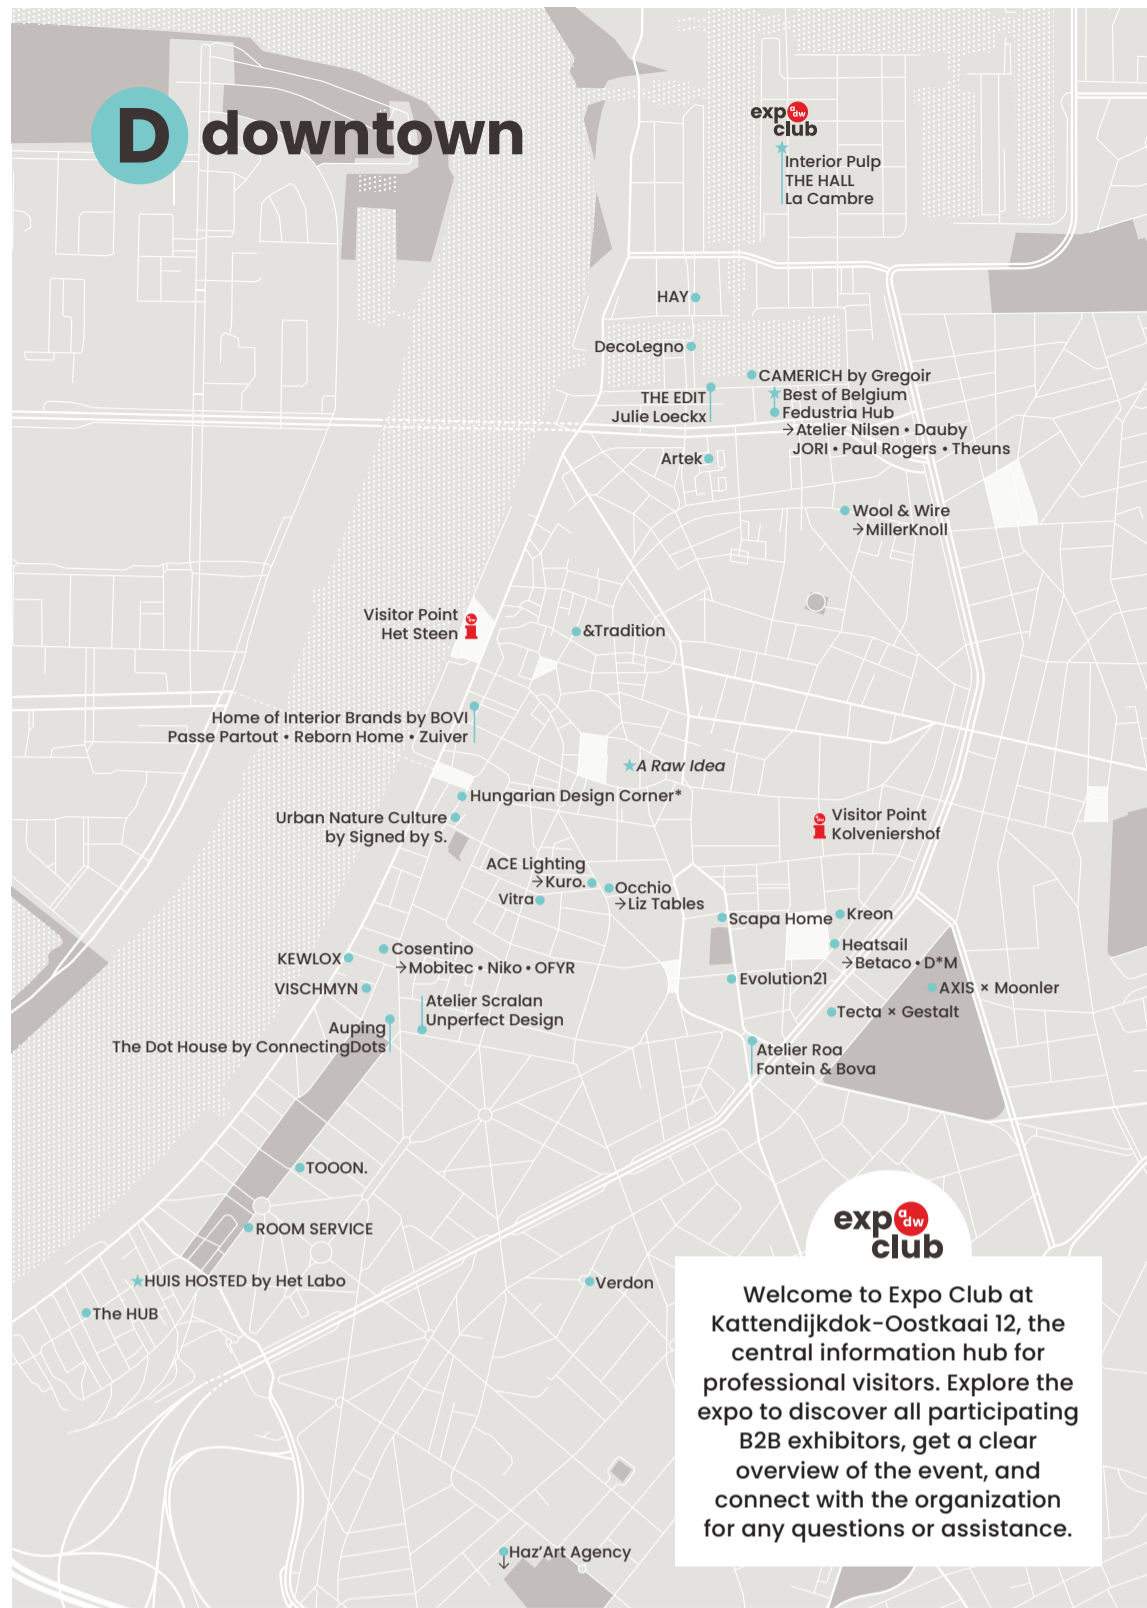 D downtown
exp adw
club
Interior Pulp
THE HALL
La Cambre
HAY
DecoLegno
CAMERICH by Gregoir
THE EDIT
Julie Loeckx
Best of Belgium
Fedustria Hub
→Atelier Nilsen • Dauby
JORI • Paul Rogers • Theuns
Artek
Wool & Wire
→MillerKnoll
Visitor Point
Het Steen
&Tradition
Home of Interior Brands by BOVI
Passe Partout • Reborn Home • Zuiver
A Raw Idea
Hungarian Design Corner*
Urban Nature Culture
by Signed by S.
Visitor Point
Kolveniershof
ACE Lighting
→Kuro.
Vitra
Occhio
→Liz Tables
Scapa Home
Kreon
Heatsail
→Betaco • D*M
KEWLOX
Cosentino
→Mobitec • Niko • OFYR
VISCHMYN
Evolution21
AXIS × Moonler
Atelier Scralan
Unperfect Design
Tecta × Gestalt
Auping
The Dot House by ConnectingDots
Atelier Roa
Fontein & Bova
TOOON.
ROOM SERVICE
HUIS HOSTED by Het Labo
The HUB
Verdon
exp adw
club
Welcome to Expo Club at
Kattendijkdok-Oostkaai 12, the
central information hub for
professional visitors. Explore the
expo to discover all participating
B2B exhibitors, get a clear
overview of the event, and
connect with the organization
for any questions or assistance.
Haz'Art Agency